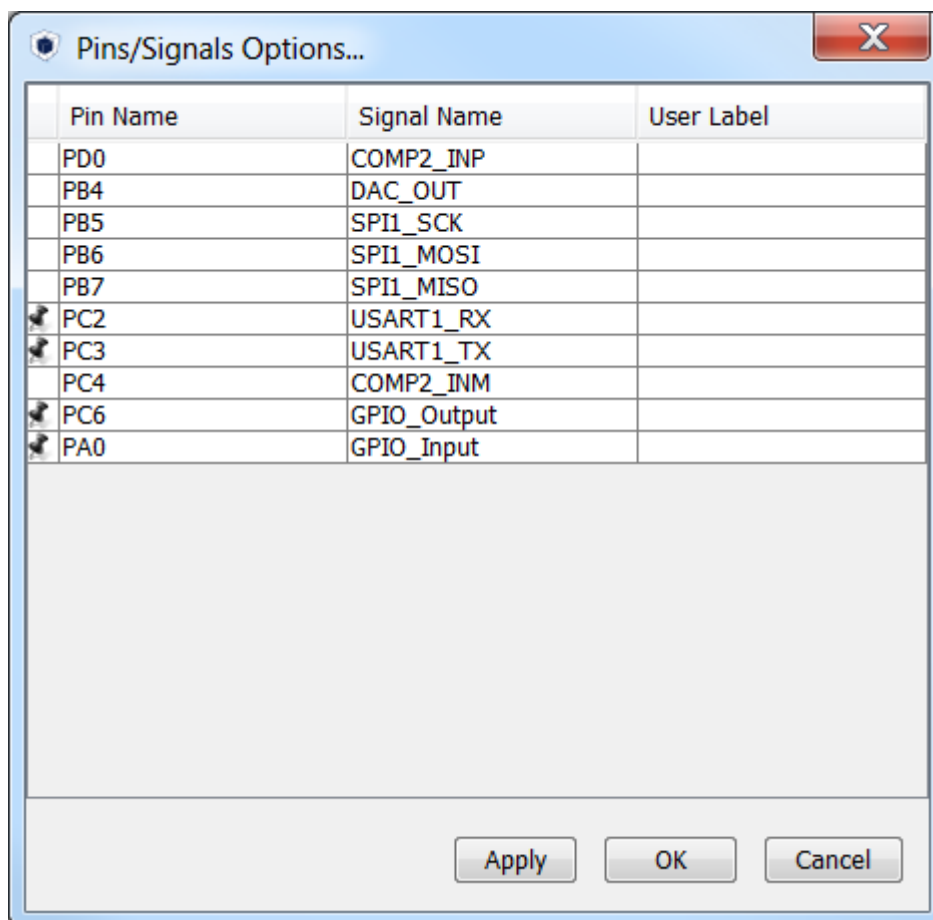 Pins/Signals Options...
Pin Name Signal Name User Label
PD0 COMP2_INP
PB4 DAC_OUT
PB5 SPI1_SCK
PB6 SPI1_MOSI
PB7 SPI1_MISO
PC2 USART1_RX
PC3 USART1_TX
PC4 COMP2_INM
PC6 GPIO_Output
PA0 GPIO_Input
Apply OK Cancel